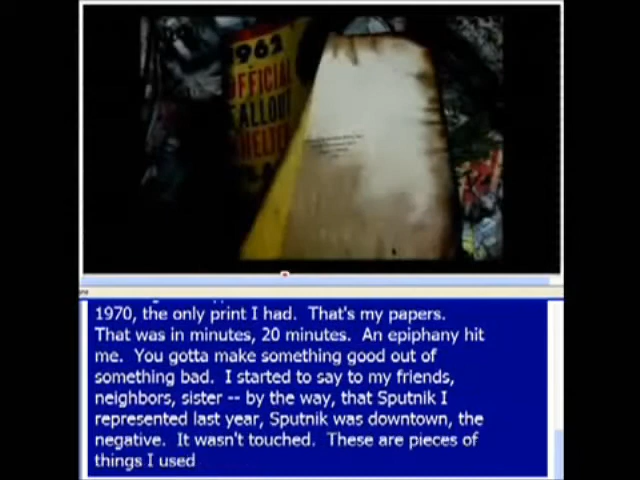 1962
OFFICIAL
FALLOUT
SHELTER
1970, the only print I had. That's my papers.
That was in minutes, 20 minutes. An epiphany hit
me. You gotta make something good out of
something bad. I started to say to my friends,
neighbors, sister -- by the way, that Sputnik I
represented last year, Sputnik was downtown, the
negative. It wasn't touched. These are pieces of
things I used